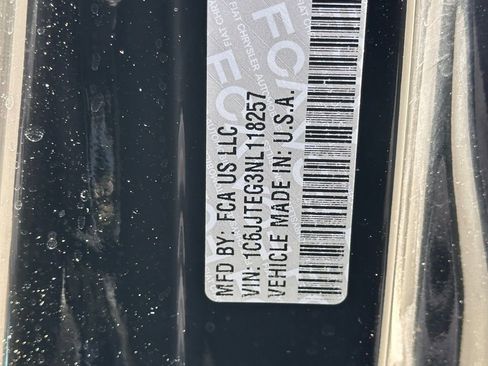 MFD BY: FCA US LLC
VIN: 1C6JJTEG3NL118257
VEHICLE MADE IN: U.S.A.